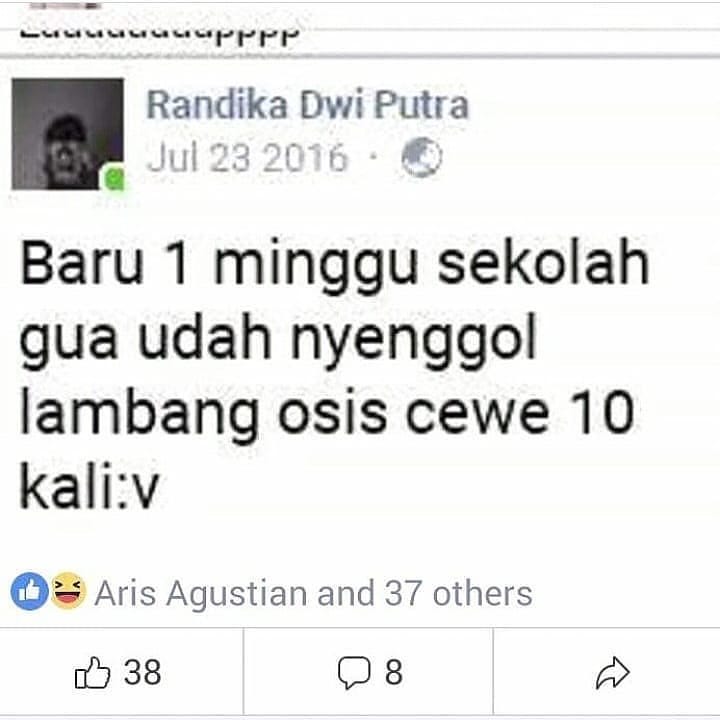 Randika Dwi Putra
Jul 23 2016 ·
Baru 1 minggu sekolah
gua udah nyenggol
lambang osis cewe 10
kali:v
Aris Agustian and 37 others
38
8